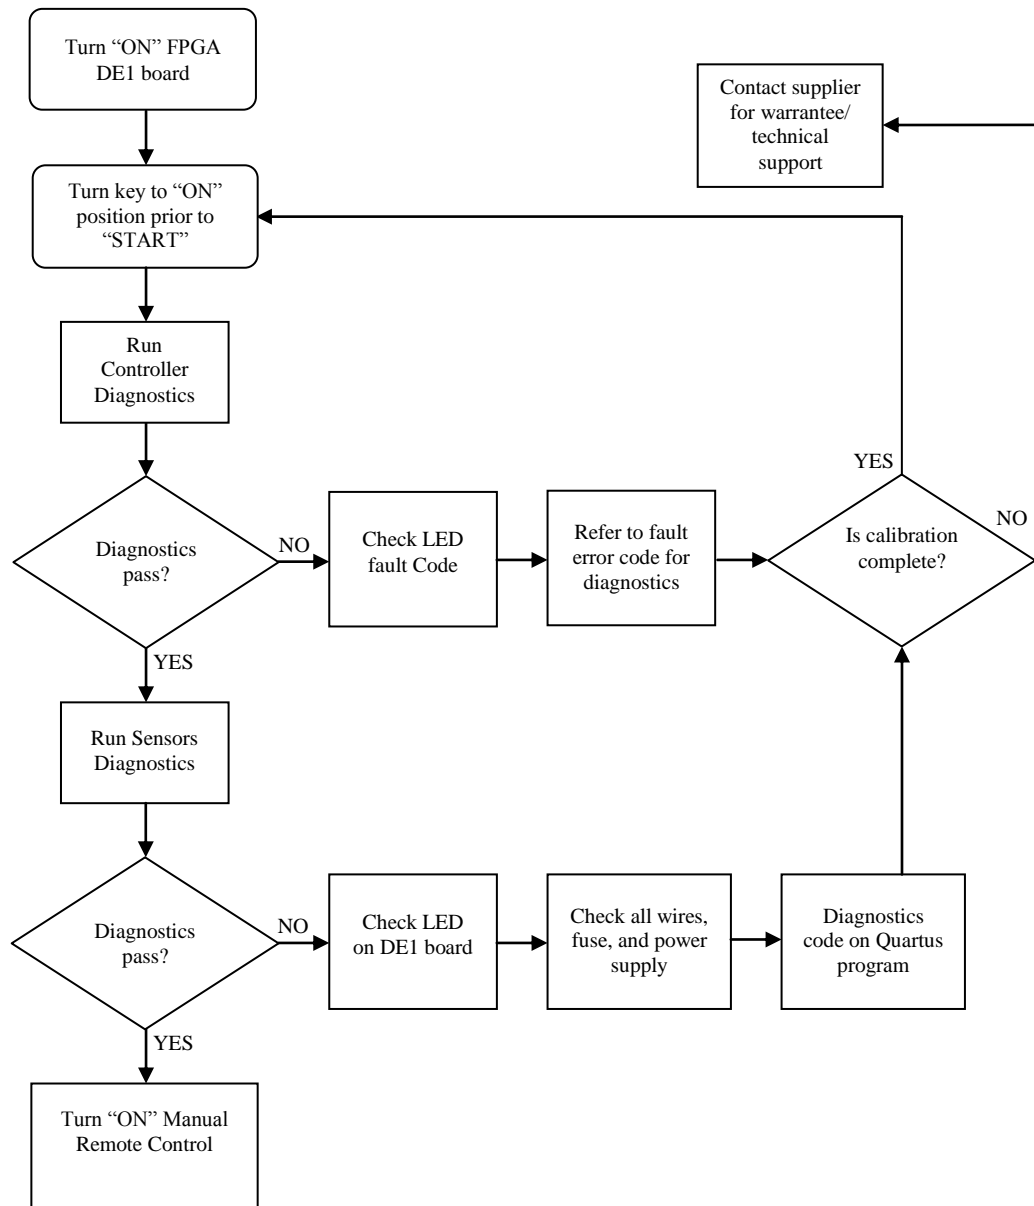 Turn “ON” FPGA
DE1 board
Contact supplier
for warrantee/
technical
support
Turn key to “ON”
position prior to
“START”
Run
Controller
Diagnostics
Diagnostics
pass?
NO
Check LED
fault Code
Refer to fault
error code for
diagnostics
YES
NO
Is calibration
complete?
YES
Run Sensors
Diagnostics
Diagnostics
pass?
NO
Check LED
on DE1 board
Check all wires,
fuse, and power
supply
Diagnostics
code on Quartus
program
YES
Turn “ON” Manual
Remote Control